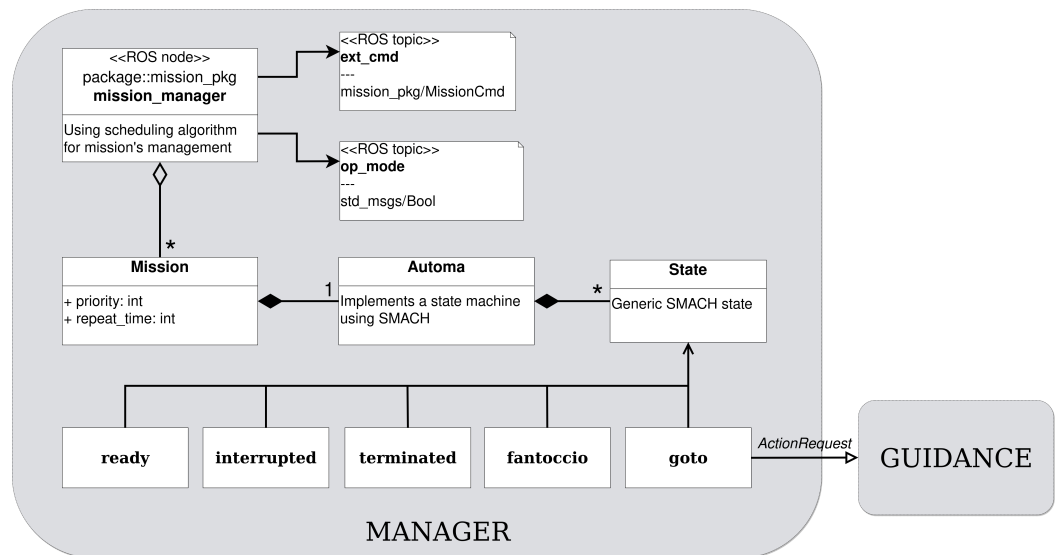 <<ROS node>>
package::mission_pkg
mission_manager
Using scheduling algorithm
for mission's management
<<ROS topic>>
ext_cmd
---
mission_pkg/MissionCmd
<<ROS topic>>
op_mode
---
std_msgs/Bool
*
Mission
+ priority: int
+ repeat_time: int
1
Automa
Implements a state machine
using SMACH
*
State
Generic SMACH state
ready
interrupted
terminated
fantoccio
goto
ActionRequest
GUIDANCE
MANAGER